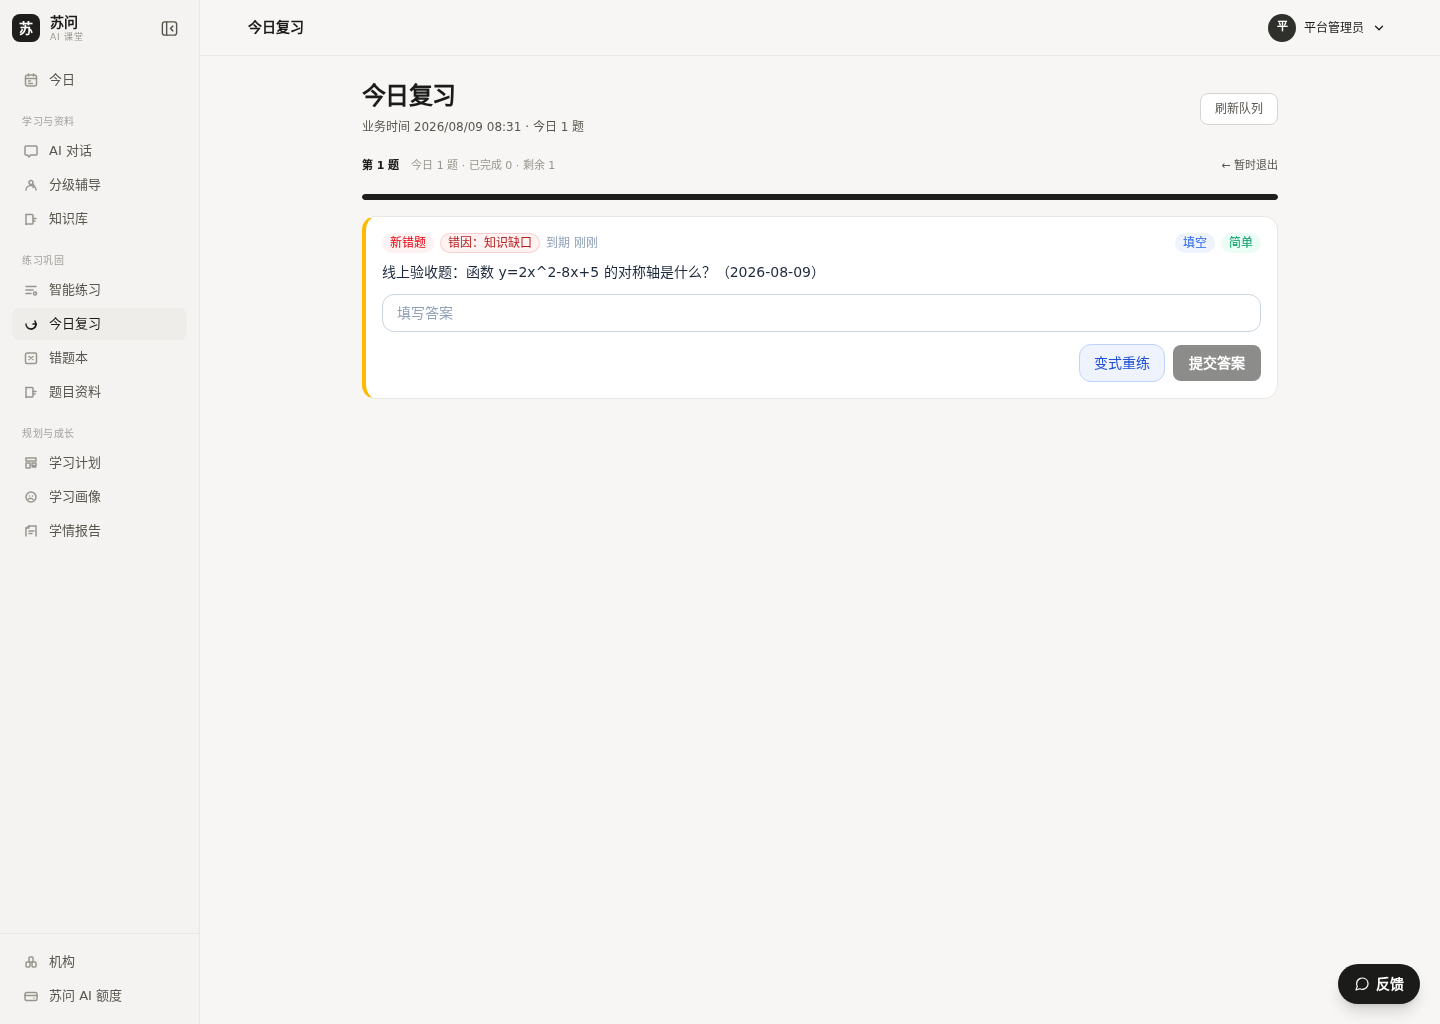 苏
苏问
AI 课堂
今日
学习与资料
AI 对话
分级辅导
知识库
练习巩固
智能练习
今日复习
错题本
题目资料
规划与成长
学习计划
学习画像
学情报告
机构
苏问 AI 额度
今日复习
平 平台管理员
今日复习
业务时间 2026/08/09 08:31 · 今日 1 题
刷新队列
第 1 题 今日 1 题 · 已完成 0 · 剩余 1
← 暂时退出
新错题 错因：知识缺口 到期 刚刚 填空 简单
线上验收题：函数 y=2x^2-8x+5 的对称轴是什么？（2026-08-09）
填写答案
变式重练 提交答案
反馈